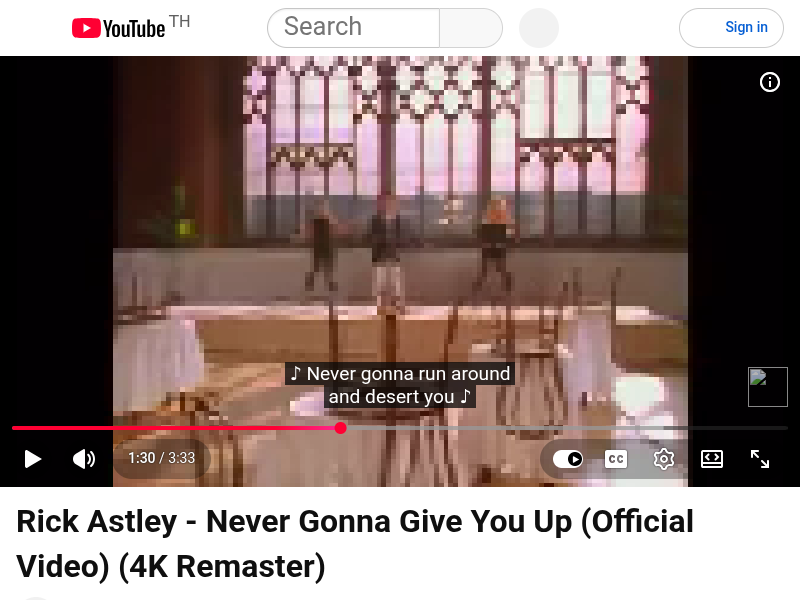 YouTube TH
Search
Sign in
♪ Never gonna run around
and desert you ♪
1:30 / 3:33
CC
Rick Astley - Never Gonna Give You Up (Official
Video) (4K Remaster)